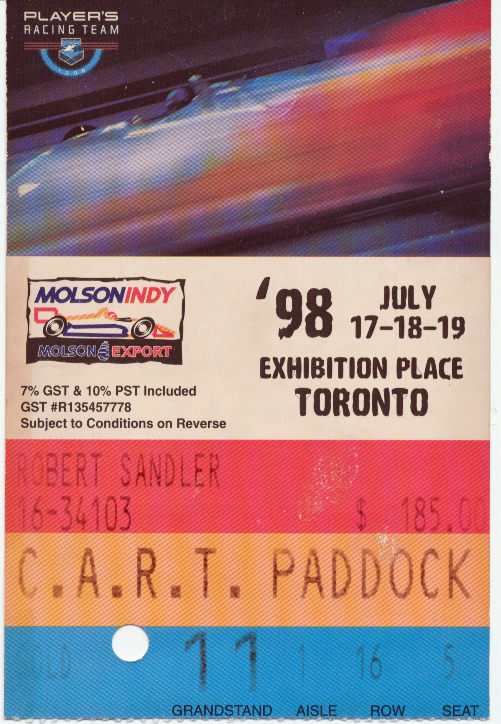 PLAYER'S
RACING TEAM
1998
MOLSONINDY
MOLSON EXPORT
'98 JULY
17-18-19
EXHIBITION PLACE
TORONTO
7% GST & 10% PST Included
GST #R135457778
Subject to Conditions on Reverse
ROBERT SANDLER
16-34103 $ 185.00
C.A.R.T. PADDOCK
11 1 16 5
GRANDSTAND AISLE ROW SEAT